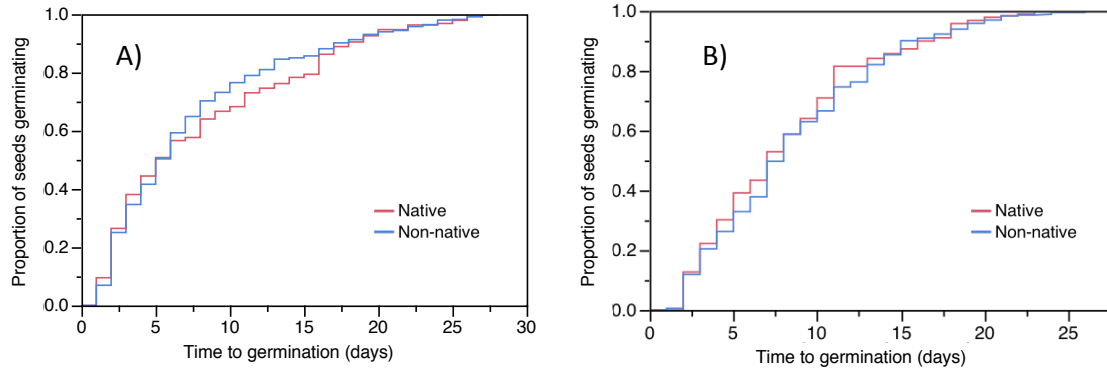 A)
Proportion of seeds germinating
1.0
0.8
0.6
0.4
0.2
0.0
Native
Non-native
0 5 10 15 20 25 30
Time to germination (days)
B)
Proportion of seeds germinating
1.0
0.8
0.6
0.4
0.2
0.0
Native
Non-native
0 5 10 15 20 25
Time to germination (days)